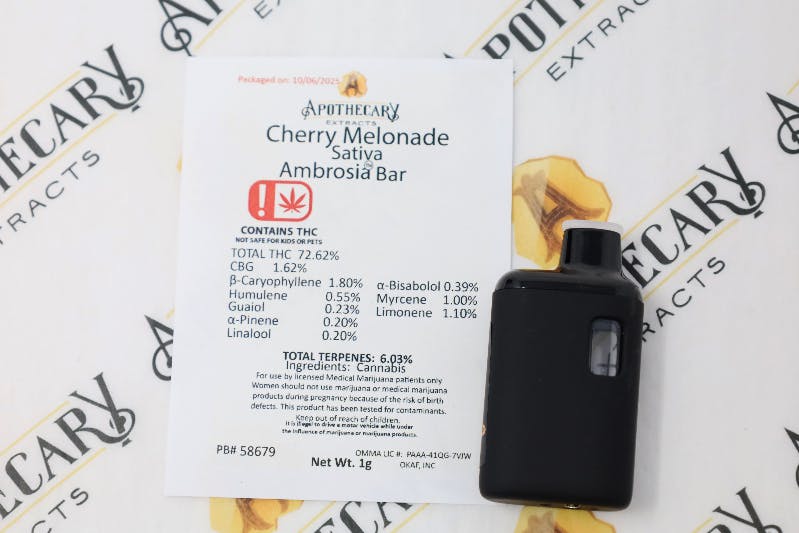 Packaged on: 10/06/2025
APOTHECARY
EXTRACTS
Cherry Melonade
Sativa
Ambrosia Bar
!
CONTAINS THC
NOT SAFE FOR KIDS OR PETS
TOTAL THC 72.62%
CBG 1.62%
β-Caryophyllene 1.80%
Humulene 0.55%
Guaiol 0.23%
α-Pinene 0.20%
Linalool 0.20%
α-Bisabolol 0.39%
Myrcene 1.00%
Limonene 1.10%
TOTAL TERPENES: 6.03%
Ingredients: Cannabis
For use by licensed Medical Marijuana patients only
Women should not use marijuana or medical marijuana
products during pregnancy because of the risk of birth
defects. This product has been tested for contaminants.
Keep out of reach of children.
It is illegal to drive a motor vehicle while under
the influence of marijuana or marijuana products.
PB# 58679
OMMA LIC #: PAAA-41QG-7VJW
OKAF, INC
Net Wt. 1g
APOTHECARY
EXTRACTS